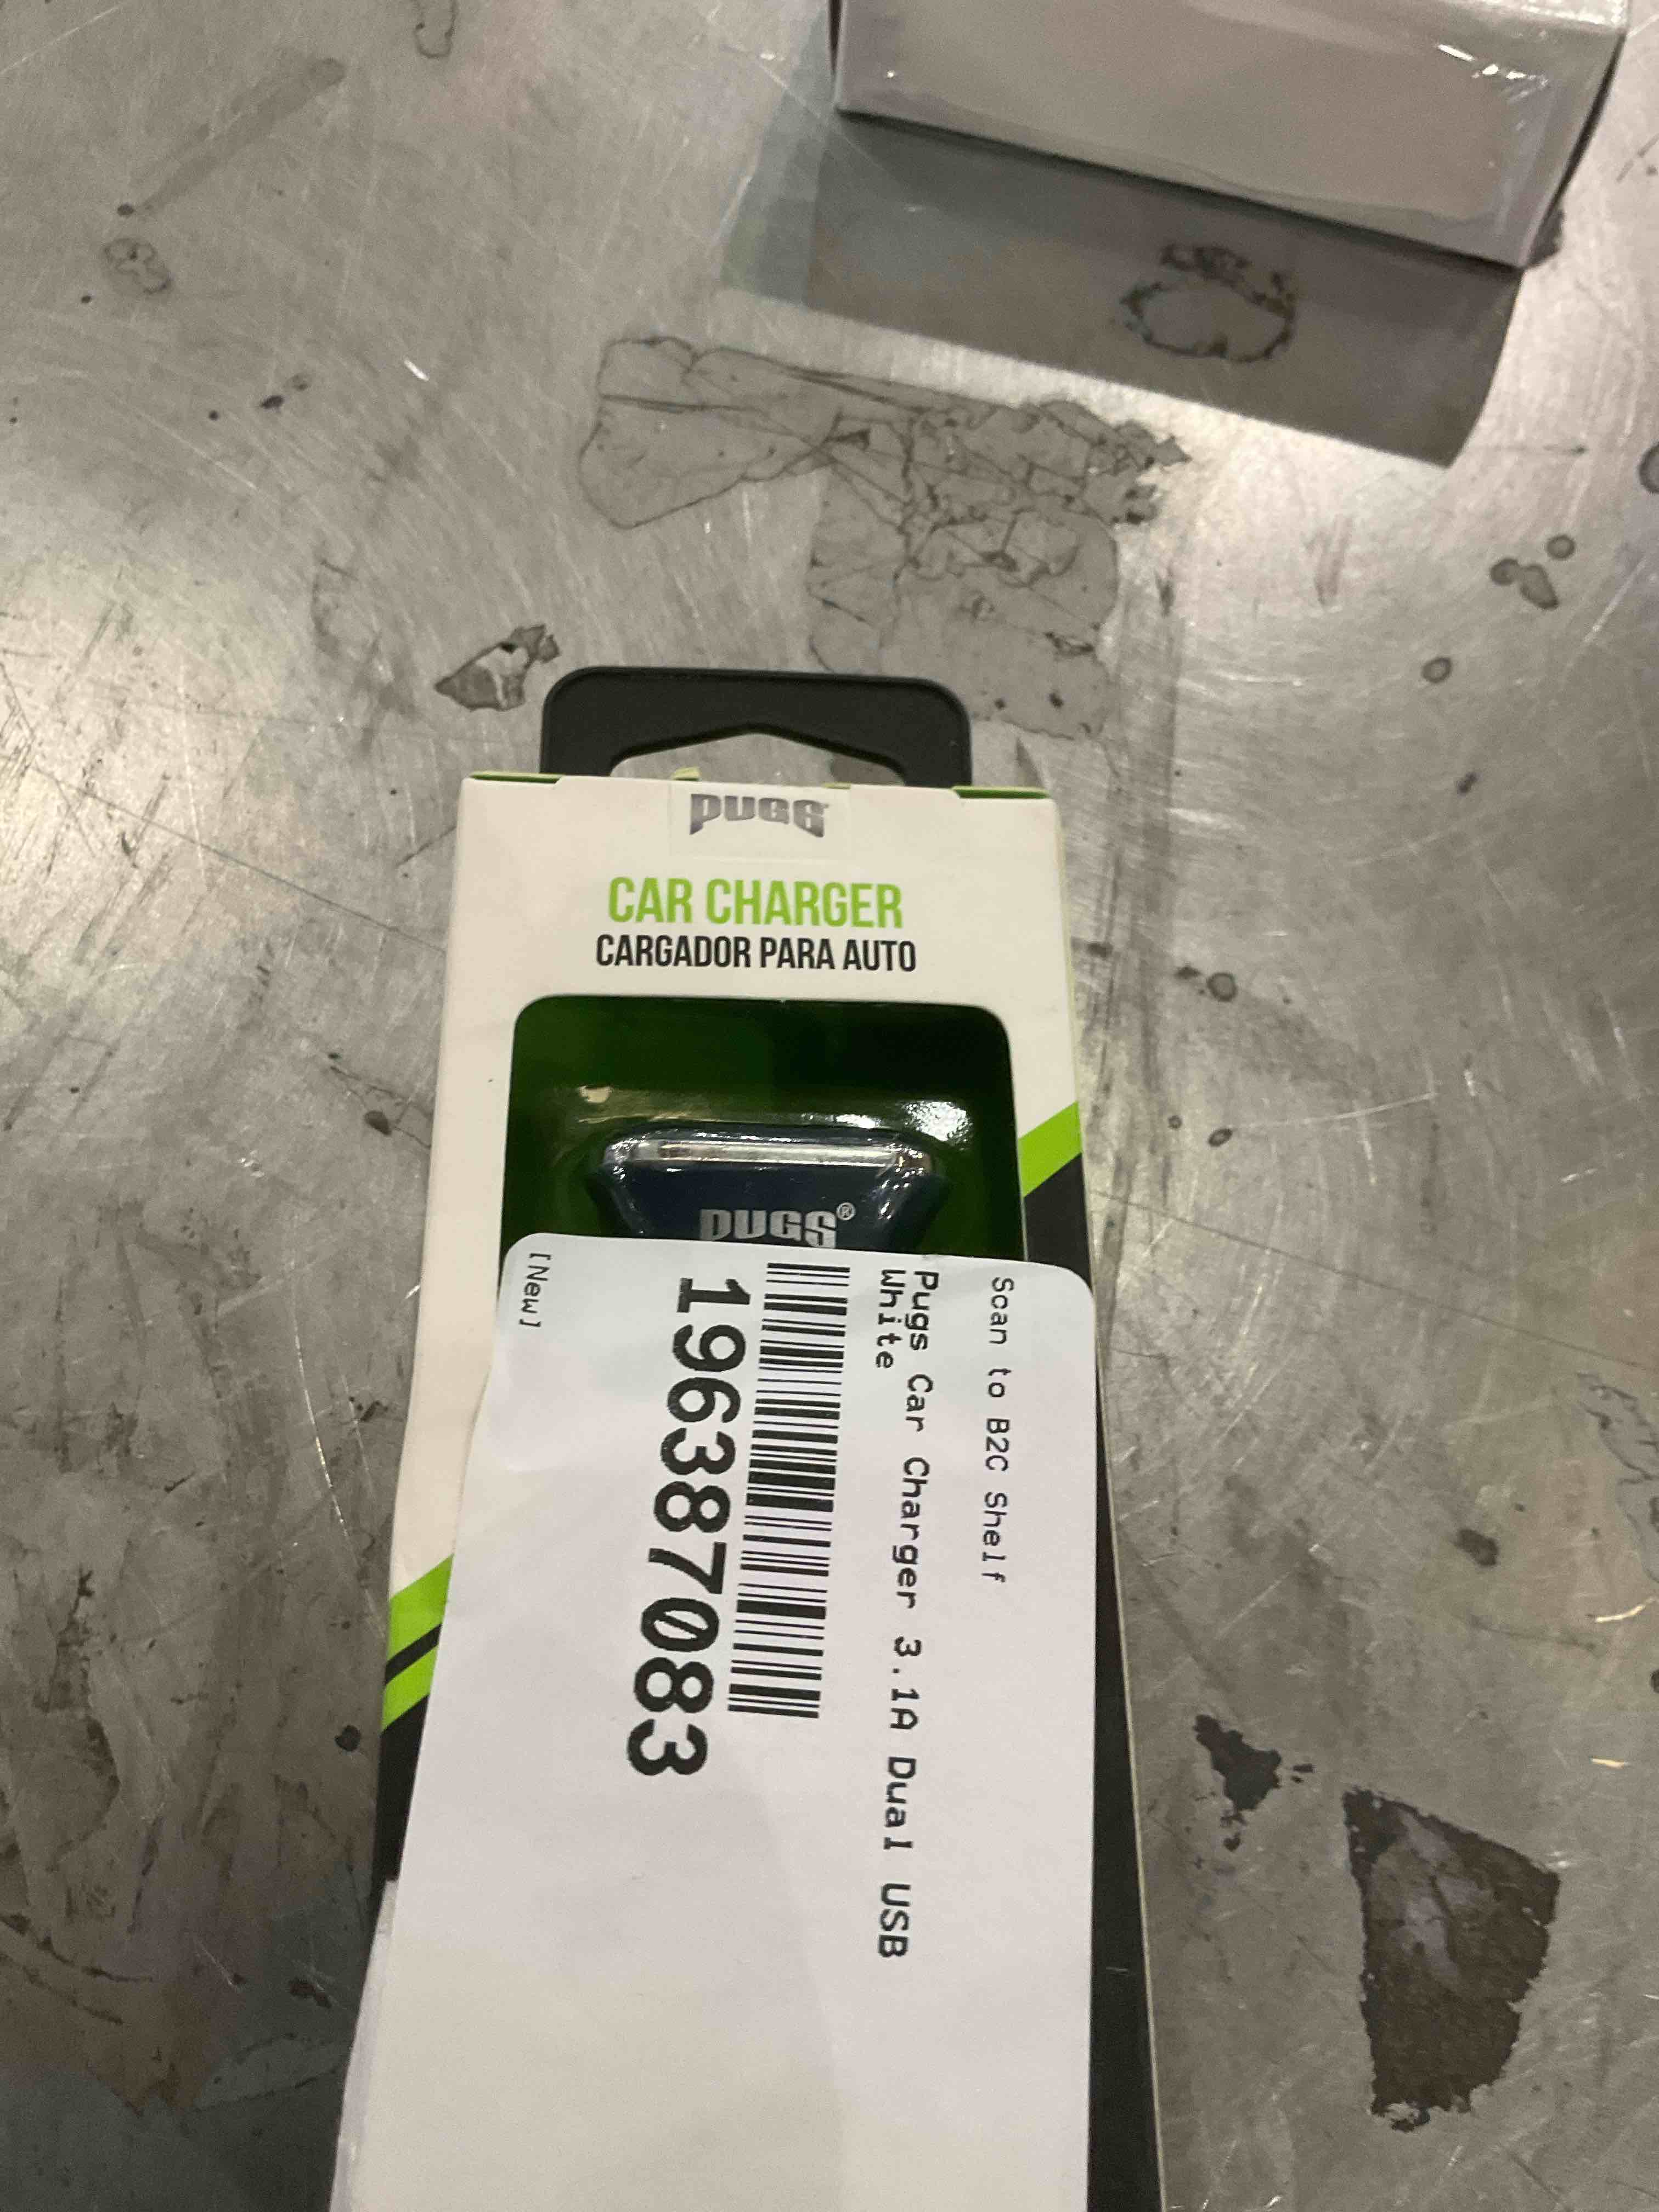 PUGS
CAR CHARGER
CARGADOR PARA AUTO
PUGS®
Scan to B2C Shelf
Pugs Car Charger 3.1A Dual USB
White
196387083
[New]